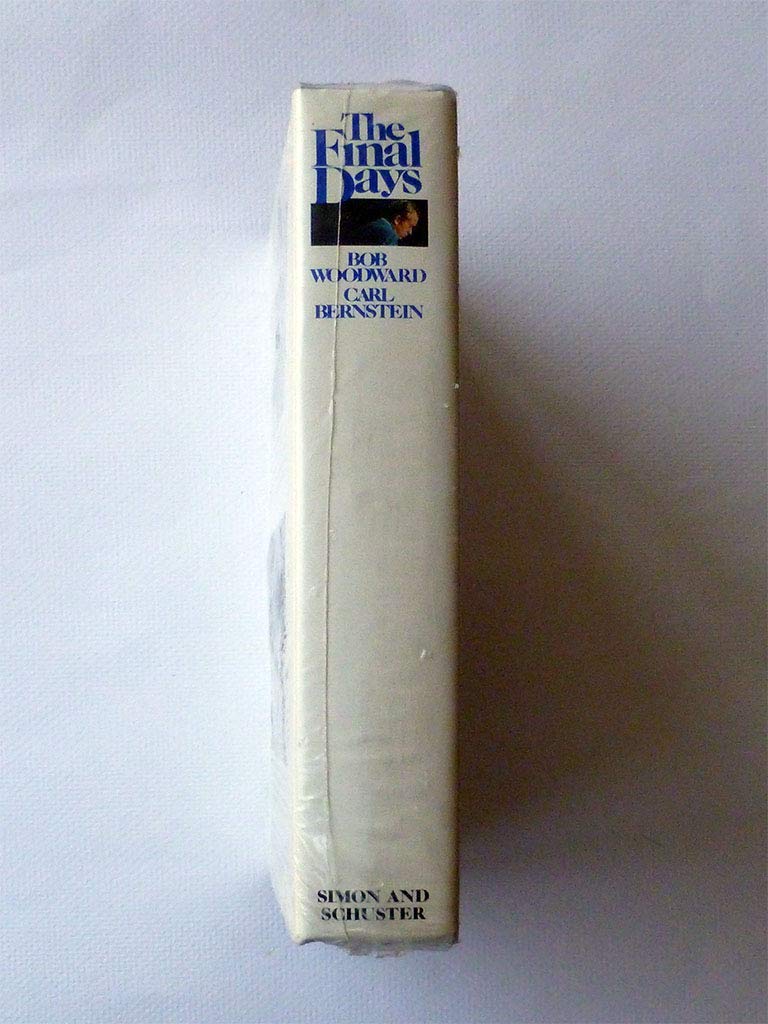 The
Final
Days
BOB
WOODWARD
CARL
BERNSTEIN
SIMON AND
SCHUSTER